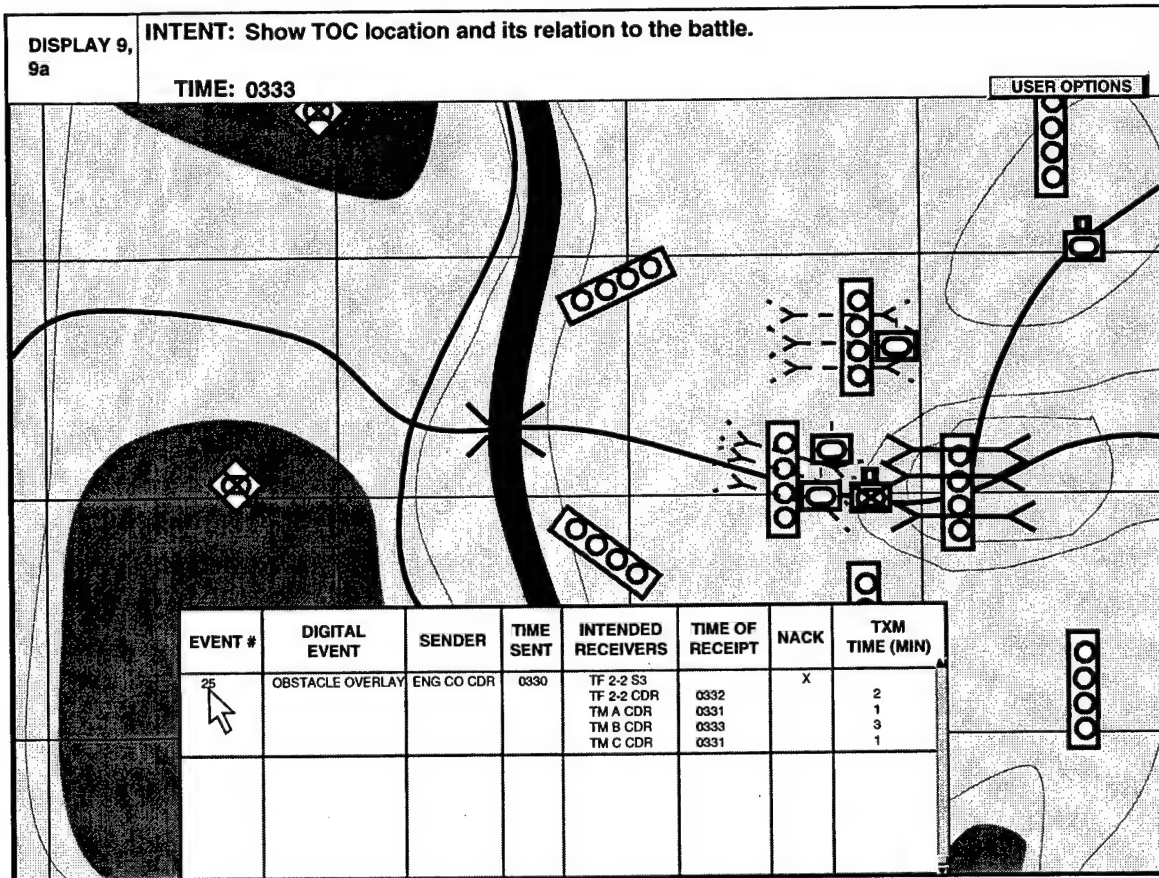 DISPLAY 9,
9a
INTENT: Show TOC location and its relation to the battle.
TIME: 0333
USER OPTIONS
EVENT # DIGITAL EVENT SENDER TIME SENT INTENDED RECEIVERS TIME OF RECEIPT NACK TXM TIME (MIN)
25 OBSTACLE OVERLAY ENG CO CDR 0330 TF 2-2 S3 X
TF 2-2 CDR 0332 2
TM A CDR 0331 1
TM B CDR 0333 3
TM C CDR 0331 1